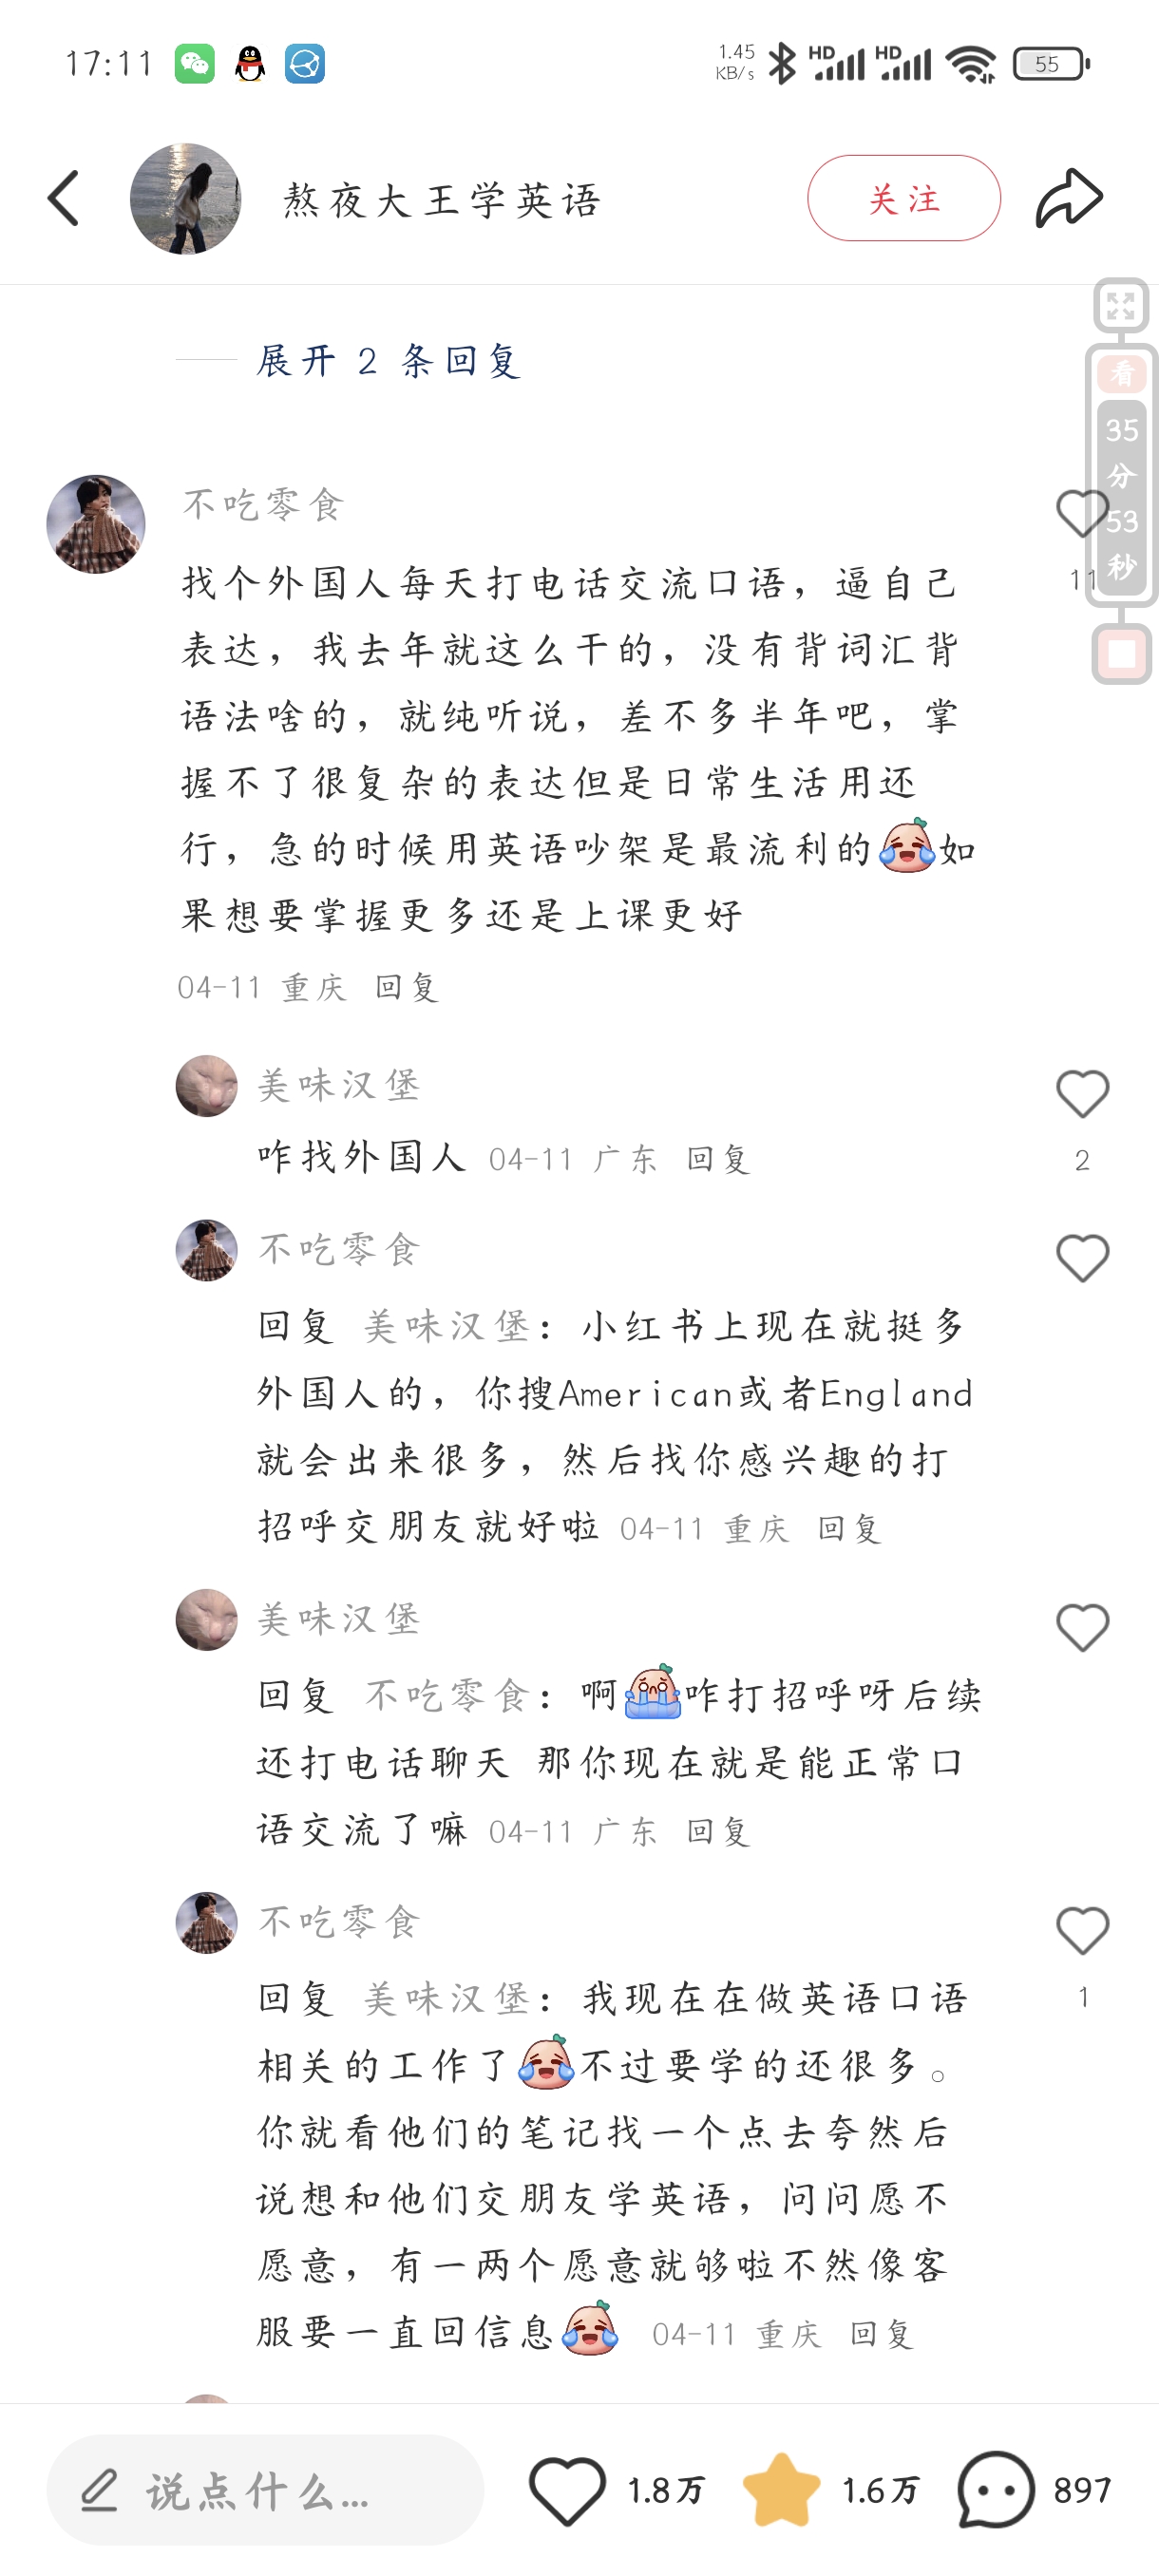 17:11
1.45
KB/s
HD
HD
55
熬夜大王学英语
关注
展开 2 条回复
看
35
分
53
秒
不吃零食
找个外国人每天打电话交流口语，逼自己
表达，我去年就这么干的，没有背词汇背
语法啥的，就纯听说，差不多半年吧，掌
握不了很复杂的表达但是日常生活用还
行，急的时候用英语吵架是最流利的😂如
果想要掌握更多还是上课更好
11
04-11 重庆 回复
美味汉堡
咋找外国人 04-11 广东 回复
2
不吃零食
回复 美味汉堡：小红书上现在就挺多
外国人的，你搜American或者England
就会出来很多，然后找你感兴趣的打
招呼交朋友就好啦 04-11 重庆 回复
美味汉堡
回复 不吃零食：啊😭咋打招呼呀后续
还打电话聊天 那你现在就是能正常口
语交流了嘛 04-11 广东 回复
不吃零食
回复 美味汉堡：我现在在做英语口语
1
相关的工作了😂不过要学的还很多。
你就看他们的笔记找一个点去夸然后
说想和他们交朋友学英语，问问愿不
愿意，有一两个愿意就够啦不然像客
服要一直回信息😂 04-11 重庆 回复
说点什么...
1.8万
1.6万
897